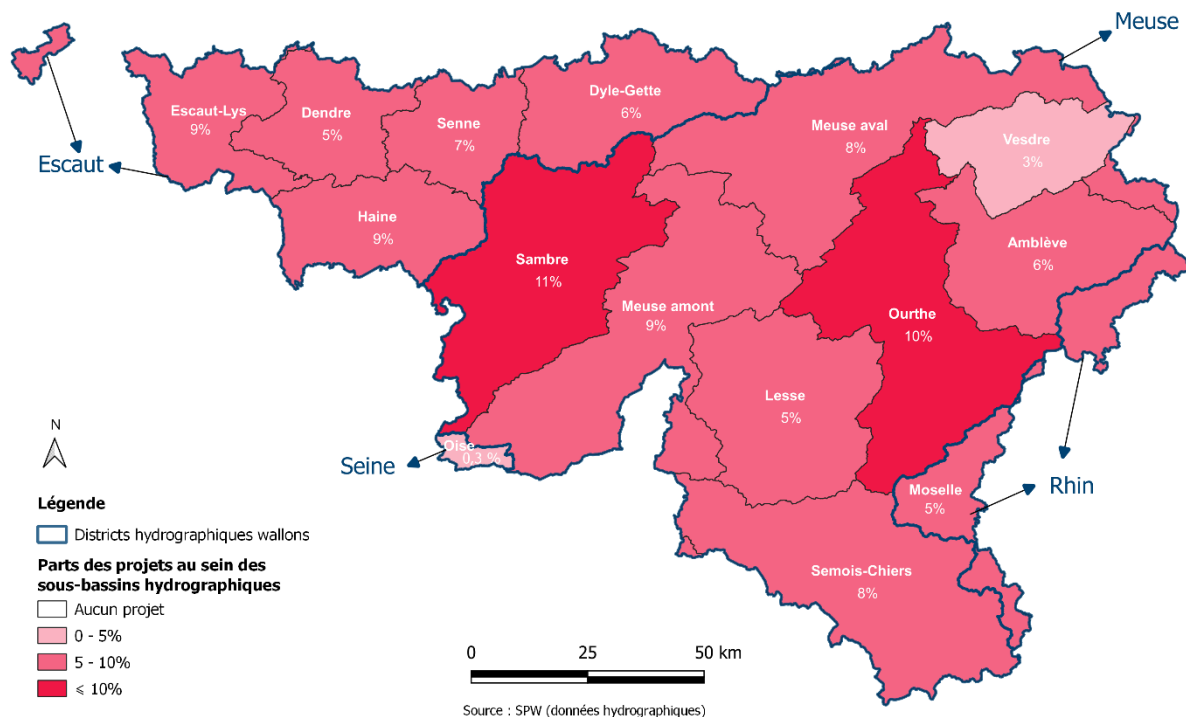 Meuse
Dyle-Gette
6%
Escaut-Lys
9%
Dendre
5%
Senne
7%
Meuse aval
8%
Vesdre
3%
Escaut
Haine
9%
Amblève
6%
Sambre
11%
Meuse amont
9%
Ourthe
10%
Lesse
5%
Oise
0,3 %
Seine
Moselle
5%
Rhin
Semois-Chiers
8%
N
Légende
Districts hydrographiques wallons
Parts des projets au sein des
sous-bassins hydrographiques
Aucun projet
0 - 5%
5 - 10%
⩽ 10%
0 25 50 km
Source : SPW (données hydrographiques)